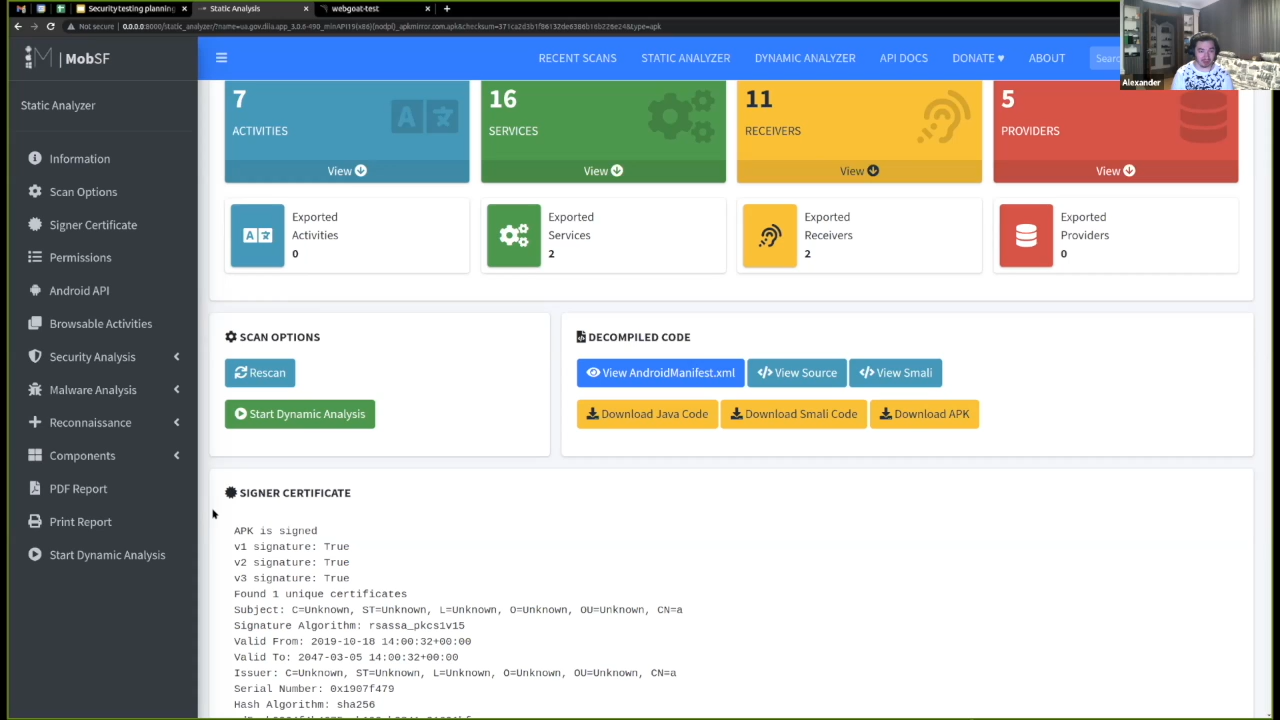 Security testing planning
Static Analysis
webgoat-test
Not secure
Alexander
MobSF
RECENT SCANS
STATIC ANALYZER
DYNAMIC ANALYZER
API DOCS
DONATE ♥
ABOUT
Static Analyzer
Information
Scan Options
Signer Certificate
Permissions
Android API
Browsable Activities
Security Analysis
Malware Analysis
Reconnaissance
Components
PDF Report
Print Report
Start Dynamic Analysis
7
ACTIVITIES
View
16
SERVICES
View
11
RECEIVERS
View
5
PROVIDERS
View
Exported
Activities
0
Exported
Services
2
Exported
Receivers
2
Exported
Providers
0
SCAN OPTIONS
Rescan
Start Dynamic Analysis
DECOMPILED CODE
View AndroidManifest.xml
View Source
View Smali
Download Java Code
Download Smali Code
Download APK
SIGNER CERTIFICATE
APK is signed
v1 signature: True
v2 signature: True
v3 signature: True
Found 1 unique certificates
Subject: C=Unknown, ST=Unknown, L=Unknown, O=Unknown, OU=Unknown, CN=a
Signature Algorithm: rsassa_pkcs1v15
Valid From: 2019-10-18 14:00:32+00:00
Valid To: 2047-03-05 14:00:32+00:00
Issuer: C=Unknown, ST=Unknown, L=Unknown, O=Unknown, OU=Unknown, CN=a
Serial Number: 0x1907f479
Hash Algorithm: sha256